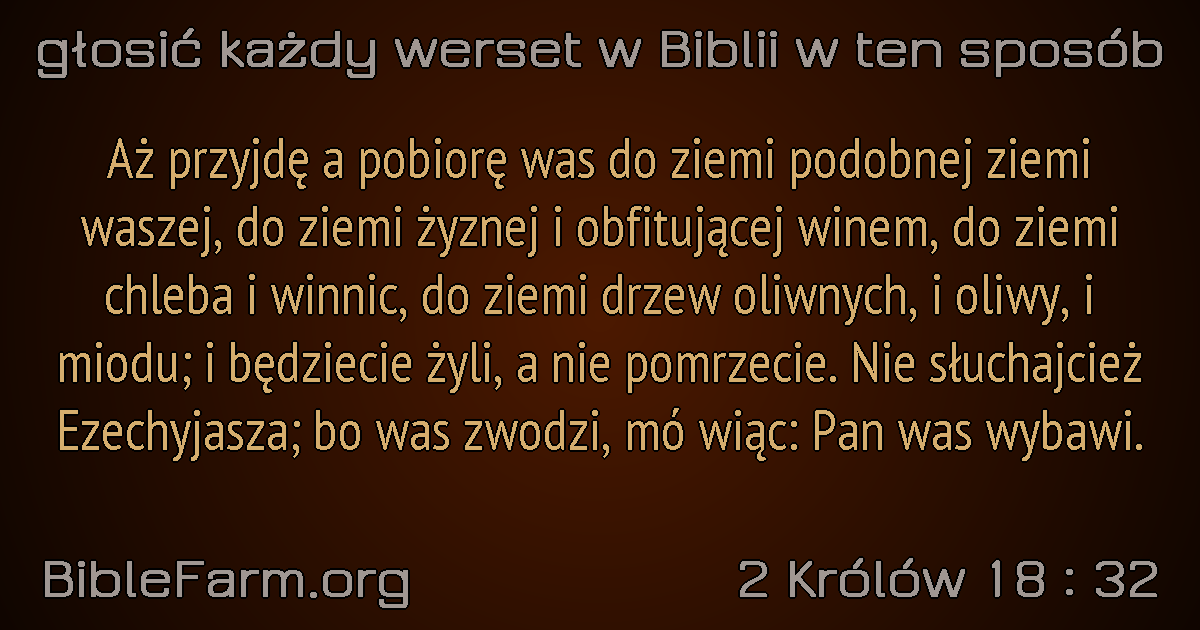 głosić każdy werset w Biblii w ten sposób
Aż przyjdę a pobiorę was do ziemi podobnej ziemi
waszej, do ziemi żyznej i obfitującej winem, do ziemi
chleba i winnic, do ziemi drzew oliwnych, i oliwy, i
miodu; i będziecie żyli, a nie pomrzecie. Nie słuchajcież
Ezechyjasza; bo was zwodzi, mó wiąc: Pan was wybawi.
BibleFarm.org
2 Królów 18 : 32